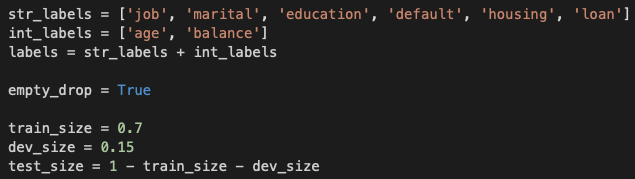 str_labels = ['job', 'marital', 'education', 'default', 'housing', 'loan']
int_labels = ['age', 'balance']
labels = str_labels + int_labels

empty_drop = True

train_size = 0.7
dev_size = 0.15
test_size = 1 - train_size - dev_size